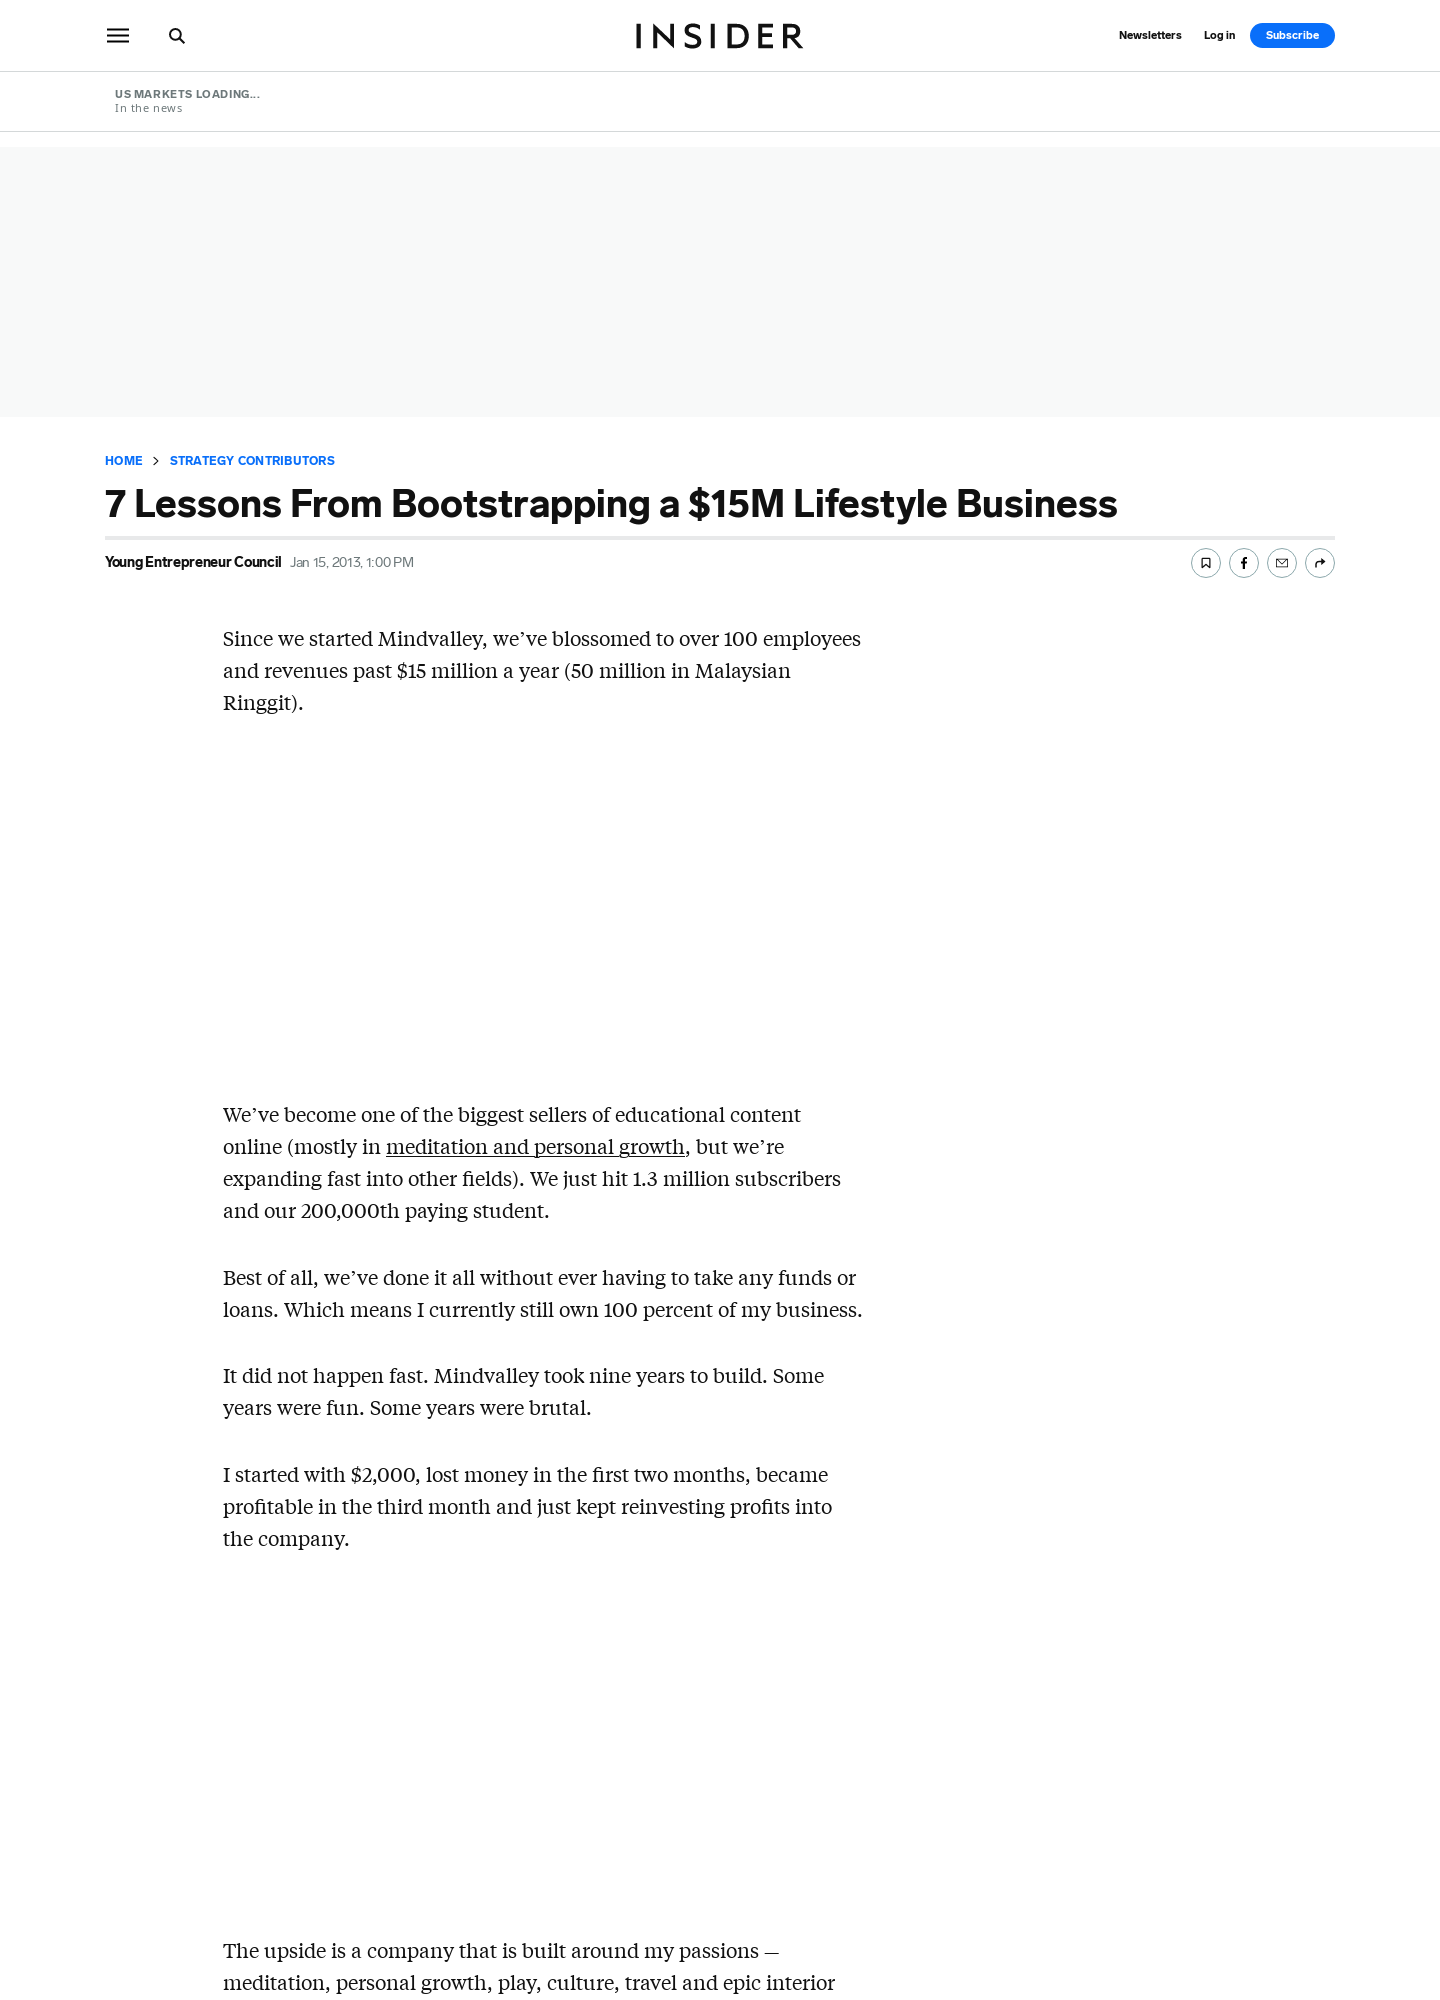 INSIDER
Newsletters
Log in
Subscribe
US MARKETS LOADING...
In the news
HOME
STRATEGY CONTRIBUTORS
7 Lessons From Bootstrapping a $15M Lifestyle Business
Young Entrepreneur Council Jan 15, 2013, 1:00 PM
Since we started Mindvalley, we’ve blossomed to over 100 employees
and revenues past $15 million a year (50 million in Malaysian
Ringgit).
We’ve become one of the biggest sellers of educational content
online (mostly in meditation and personal growth, but we’re
expanding fast into other fields). We just hit 1.3 million subscribers
and our 200,000th paying student.
Best of all, we’ve done it all without ever having to take any funds or
loans. Which means I currently still own 100 percent of my business.
It did not happen fast. Mindvalley took nine years to build. Some
years were fun. Some years were brutal.
I started with $2,000, lost money in the first two months, became
profitable in the third month and just kept reinvesting profits into
the company.
The upside is a company that is built around my passions —
meditation, personal growth, play, culture, travel and epic interior